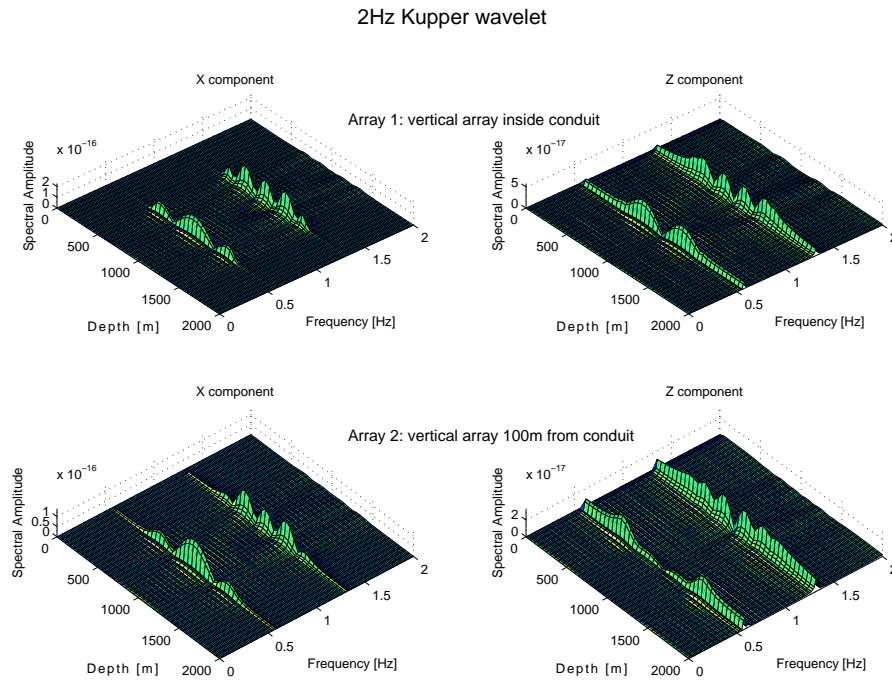 2Hz Kupper wavelet
X component
Z component
Array 1: vertical array inside conduit
x 10⁻¹⁶
x 10⁻¹⁷
Spectral Amplitude
2
1
0
0
500
1000
1500
2000
Depth [m]
0
0.5
1
1.5
2
Frequency [Hz]
Spectral Amplitude
5
0
0
500
1000
1500
2000
Depth [m]
0
0.5
1
1.5
2
Frequency [Hz]
X component
Z component
Array 2: vertical array 100m from conduit
x 10⁻¹⁶
x 10⁻¹⁷
Spectral Amplitude
1
0.5
0
0
500
1000
1500
2000
Depth [m]
0
0.5
1
1.5
2
Frequency [Hz]
Spectral Amplitude
2
0
0
500
1000
1500
2000
Depth [m]
0
0.5
1
1.5
2
Frequency [Hz]